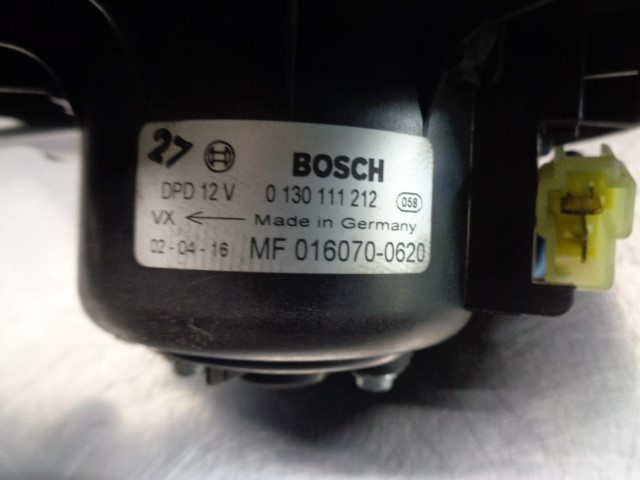 27 BOSCH
DPD 12 V 0 130 111 212 058
VX ← Made in Germany
02-04-16 MF 016070-0620